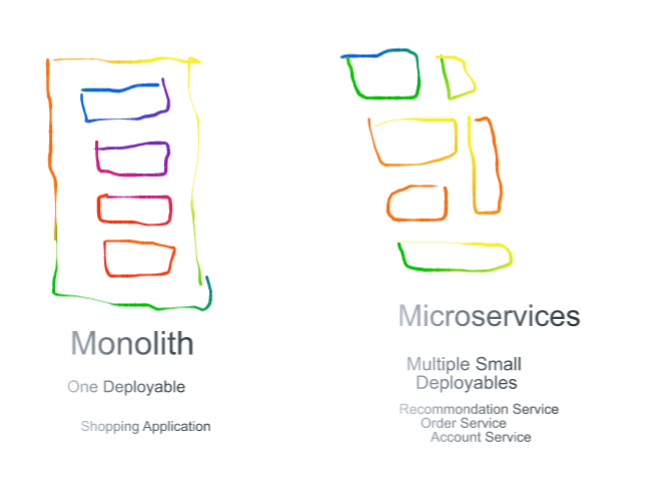 Monolith
One Deployable
Shopping Application
Microservices
Multiple Small
Deployables
Recommondation Service
Order Service
Account Service